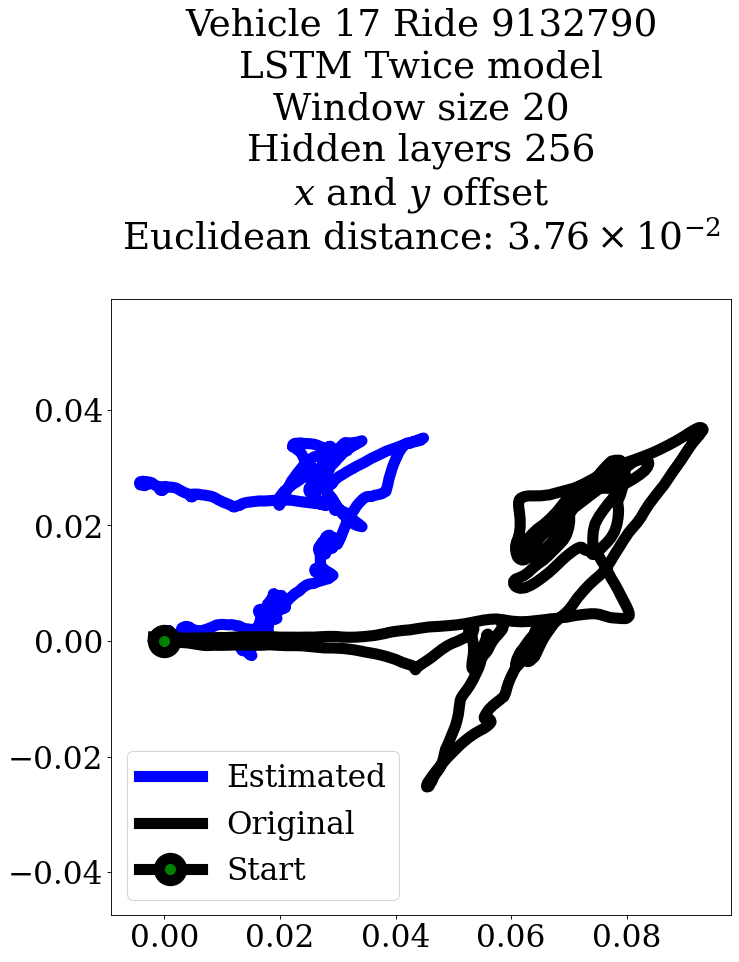 Vehicle 17 Ride 9132790
LSTM Twice model
Window size 20
Hidden layers 256
x and y offset
Euclidean distance: 3.76 × 10⁻²
0.04
0.02
0.00
−0.02
−0.04
Estimated
Original
Start
0.00 0.02 0.04 0.06 0.08